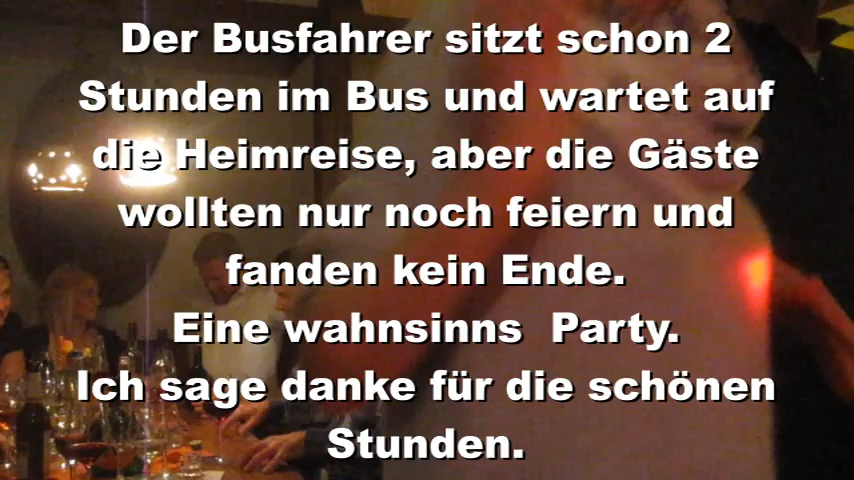 Der Busfahrer sitzt schon 2
Stunden im Bus und wartet auf
die Heimreise, aber die Gäste
wollten nur noch feiern und
fanden kein Ende.
Eine wahnsinns  Party.
Ich sage danke für die schönen
Stunden.